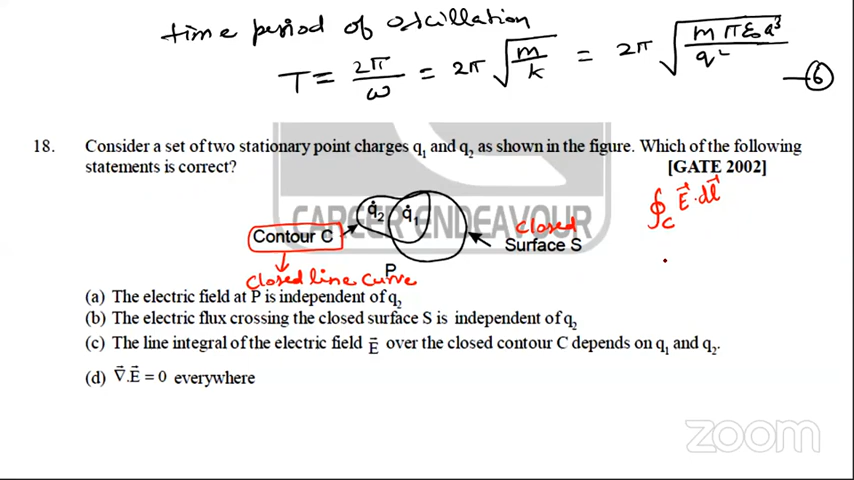 time period of oscillation
T = 2π/ω = 2π √(m/k) = 2π √(mπε₀a³/q²) —⑥
18. Consider a set of two stationary point charges q₁ and q₂ as shown in the figure. Which of the following
statements is correct? [GATE 2002]
∮_C E⃗·dl⃗
q̇₂ q̇₁
CAREER ENDEAVOUR
closed
Contour C
Surface S
P
closed line curve
(a) The electric field at P is independent of q₂
(b) The electric flux crossing the closed surface S is independent of q₂
(c) The line integral of the electric field E⃗ over the closed contour C depends on q₁ and q₂.
(d) ∇⃗.E⃗ = 0 everywhere
zoom